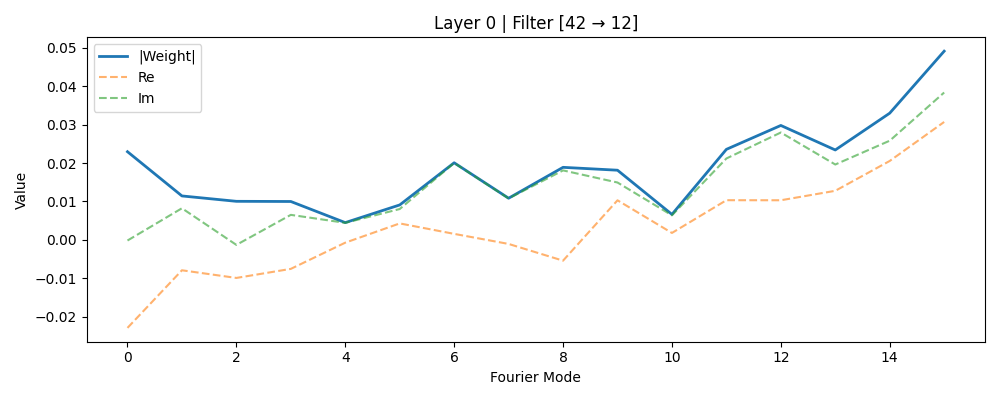 Layer 0 | Filter [42 → 12]
|Weight|
Re
Im
0.05
0.04
0.03
0.02
0.01
0.00
−0.01
−0.02
Value
0 2 4 6 8 10 12 14
Fourier Mode